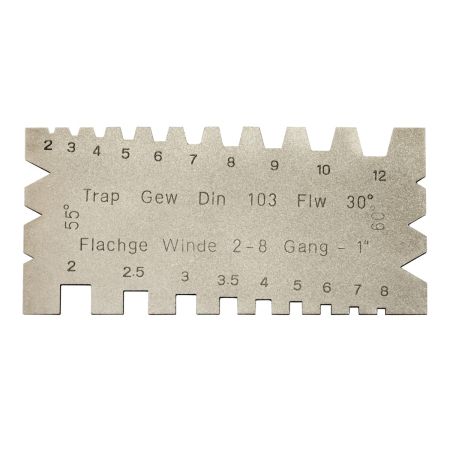 2 3 4 5 6 7 8 9 10 12
Trap Gew Din 103 Flw 30°
55°
60°
Flachge Winde 2-8 Gang - 1"
2 2.5 3 3.5 4 5 6 7 8